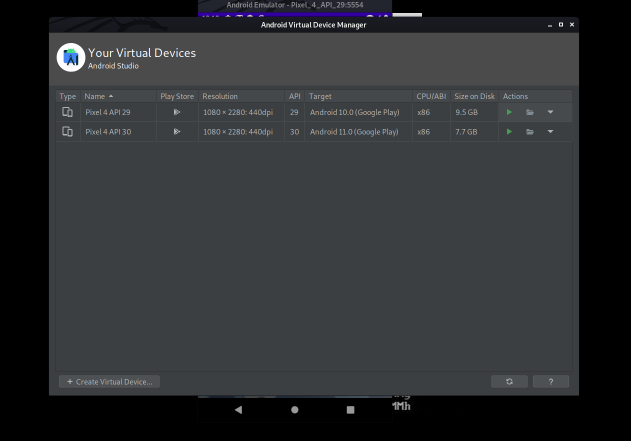 Android Emulator - Pixel_4_API_29:5554
Android Virtual Device Manager
Your Virtual Devices
Android Studio
Type Name Play Store Resolution API Target CPU/ABI Size on Disk Actions
Pixel 4 API 29 1080 × 2280: 440dpi 29 Android 10.0 (Google Play) x86 9.5 GB
Pixel 4 API 30 1080 × 2280: 440dpi 30 Android 11.0 (Google Play) x86 7.7 GB
+ Create Virtual Device... ?